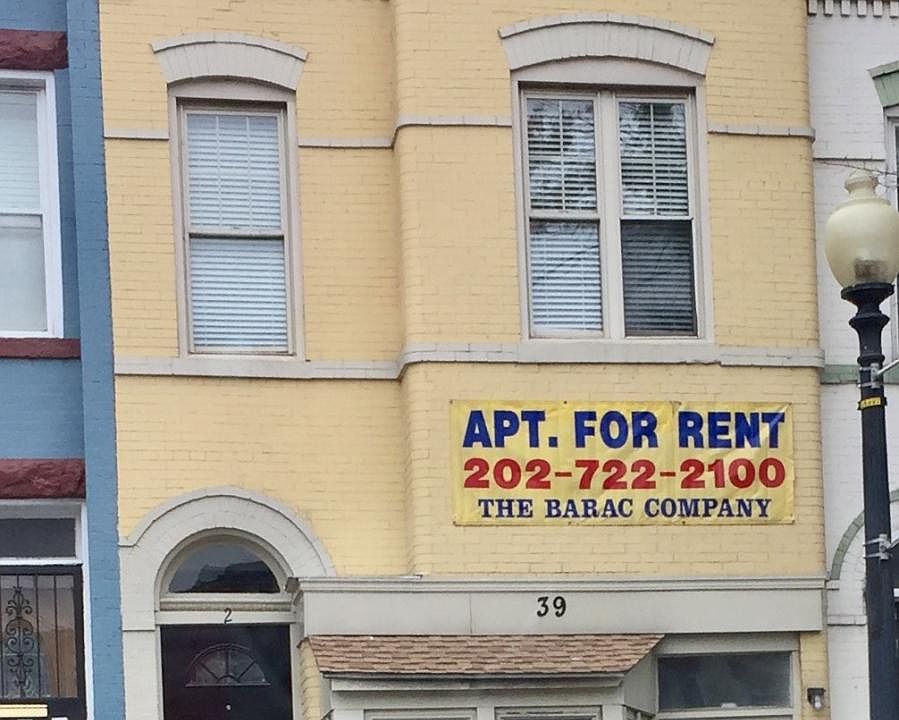 APT. FOR RENT
202-722-2100
THE BARAC COMPANY
39
2